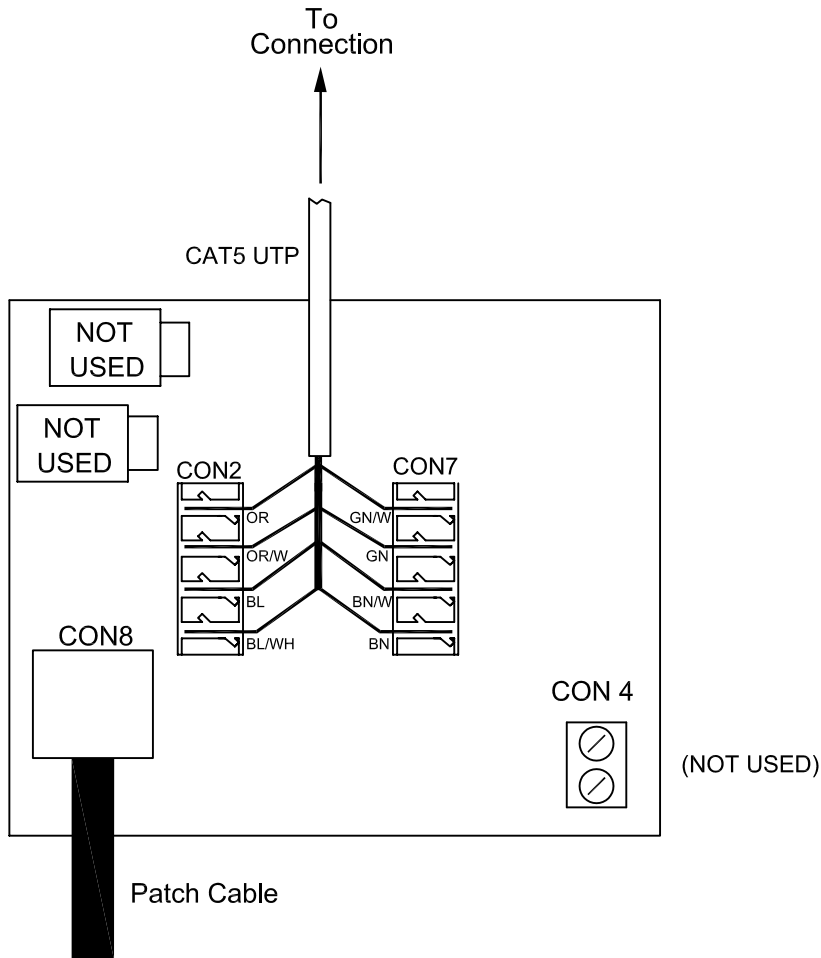 To
Connection
CAT5 UTP
NOT
USED
NOT
USED
CON2
CON7
OR
GN/W
OR/W
GN
BL
BN/W
BL/WH
BN
CON8
CON 4
(NOT USED)
Patch Cable